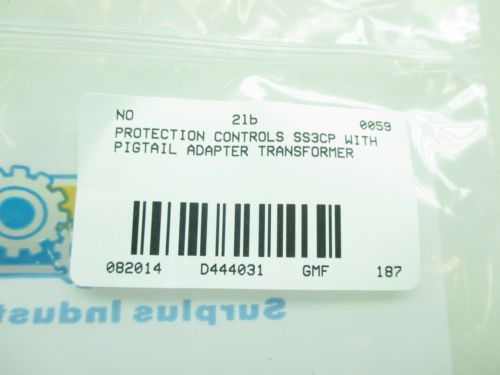 NO 21b 0059
PROTECTION CONTROLS SS3CP WITH
PIGTAIL ADAPTER TRANSFORMER
082014 D444031 GMF 187
Surplus Indust